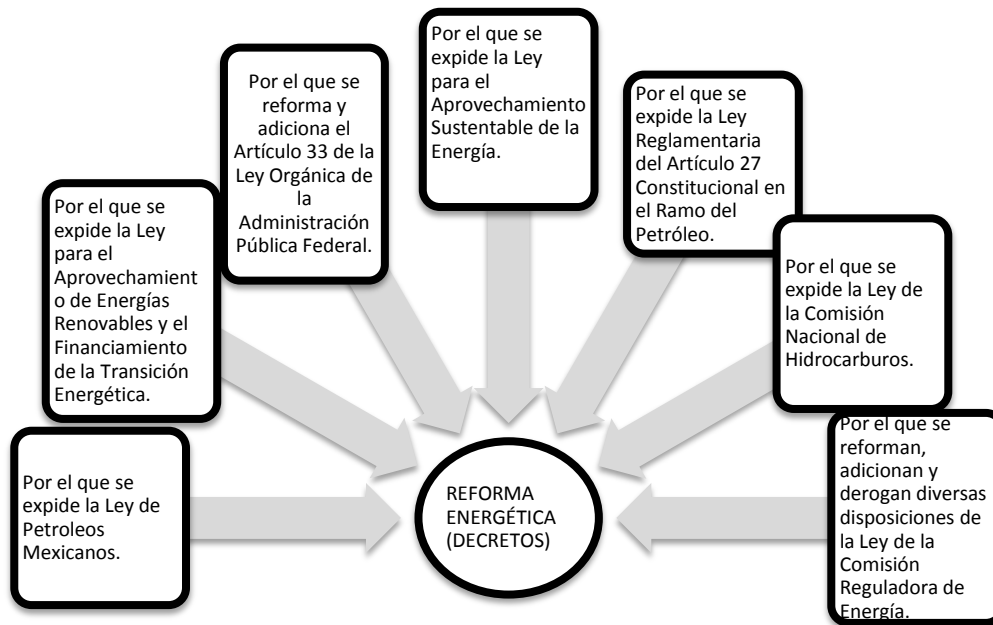 Por el que se
expide la Ley de
Petroleos
Mexicanos.
Por el que se
expide la Ley
para el
Aprovechamient
o de Energías
Renovables y el
Financiamiento
de la Transición
Energética.
Por el que se
reforma y
adiciona el
Artículo 33 de la
Ley Orgánica de
la
Administración
Pública Federal.
Por el que se
expide la Ley
para el
Aprovechamiento
Sustentable de la
Energía.
Por el que se
expide la Ley
Reglamentaria
del Artículo 27
Constitucional en
el Ramo del
Petróleo.
Por el que se
expide la Ley de
la Comisión
Nacional de
Hidrocarburos.
Por el que se
reforman,
adicionan y
derogan diversas
disposiciones de
la Ley de la
Comisión
Reguladora de
Energía.
REFORMA
ENERGÉTICA
(DECRETOS)